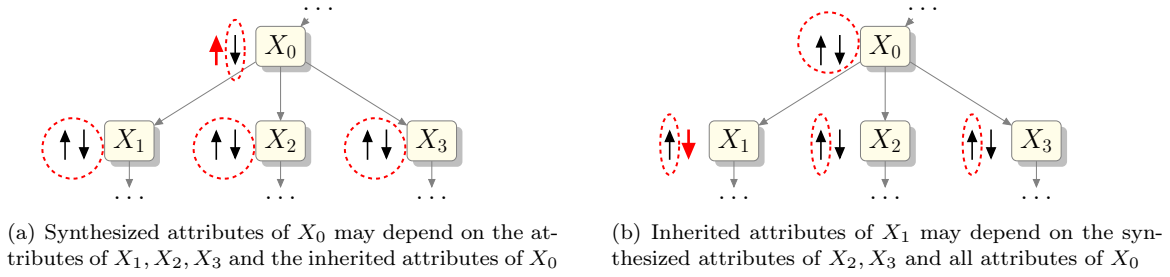 . . .
. . .
X0
X0
X1
X2
X3
X1
X2
X3
. . .
. . .
. . .
. . .
. . .
. . .
(a) Synthesized attributes of X0 may depend on the at-
tributes of X1, X2, X3 and the inherited attributes of X0
(b) Inherited attributes of X1 may depend on the syn-
thesized attributes of X2, X3 and all attributes of X0